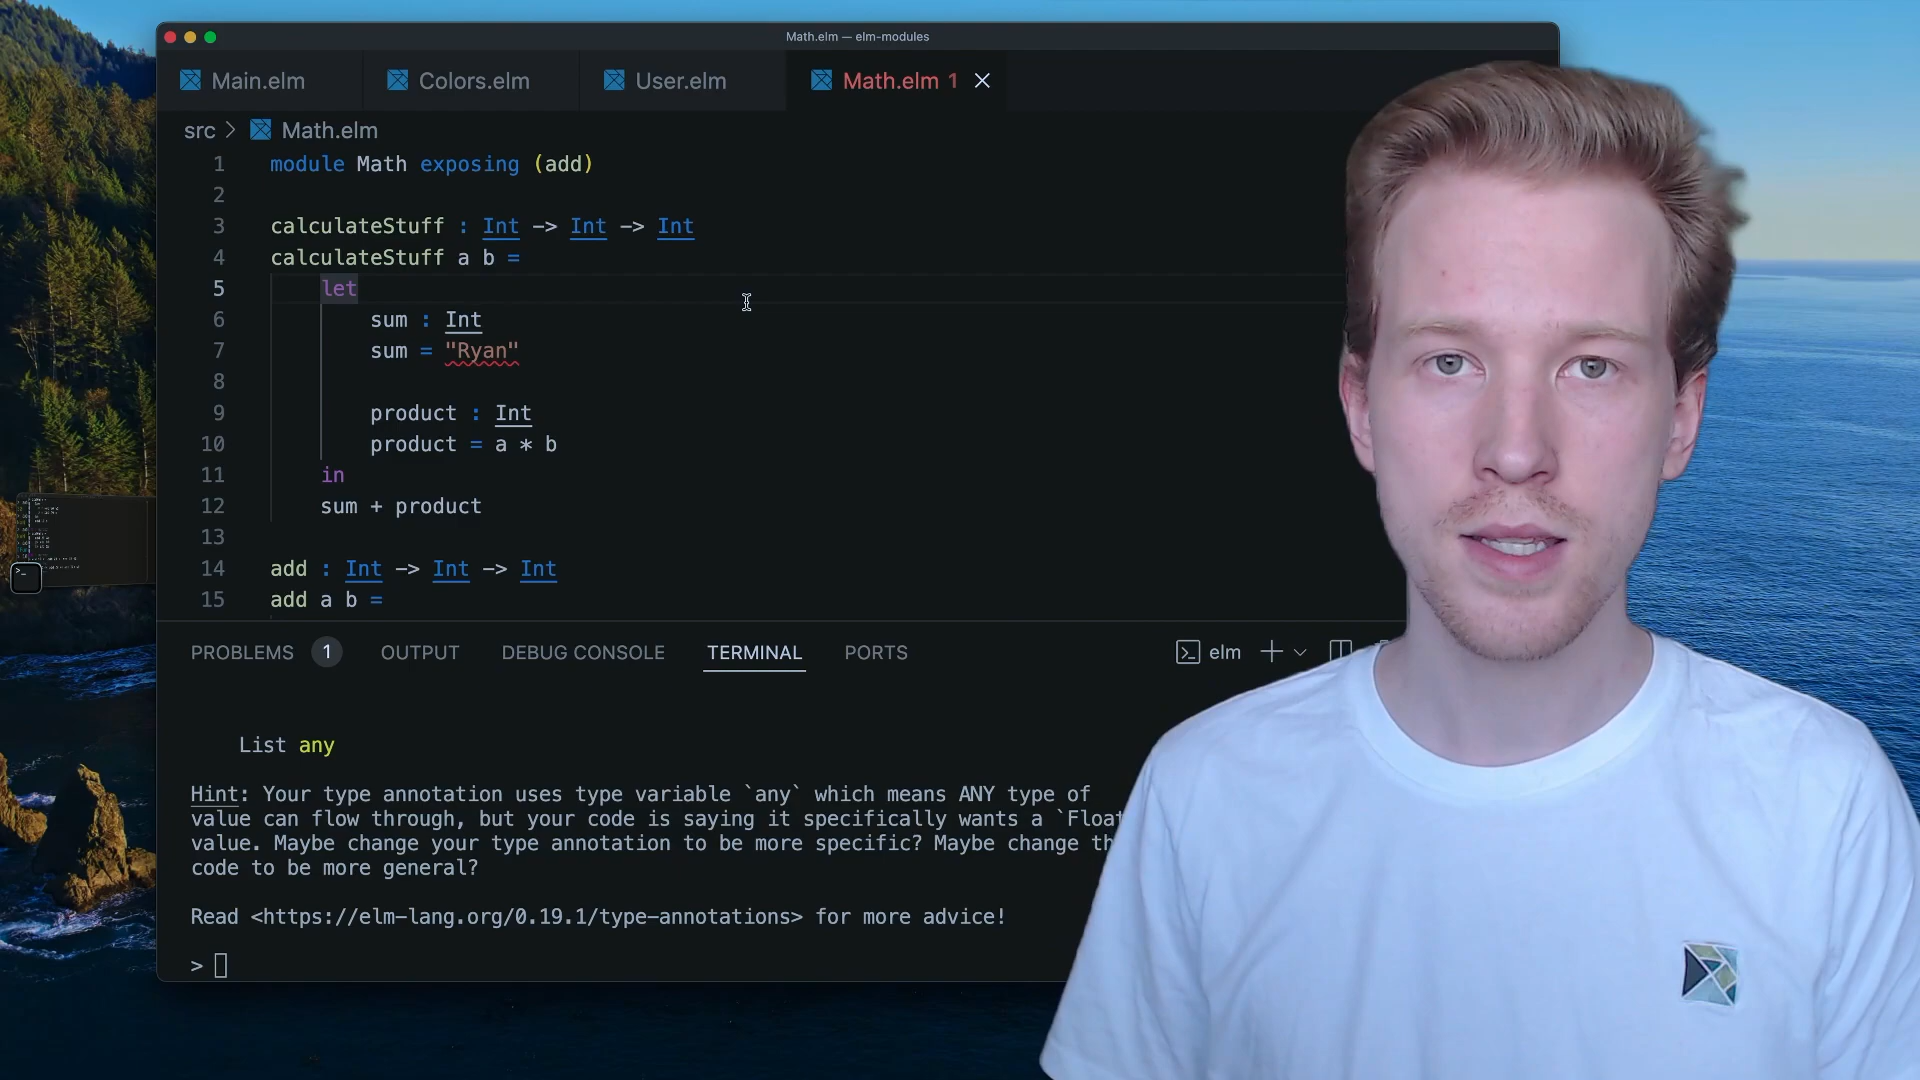 Math.elm — elm-modules
Main.elm
Colors.elm
User.elm
Math.elm 1
src > Math.elm
1 module Math exposing (add)
2
3 calculateStuff : Int -> Int -> Int
4 calculateStuff a b =
5 let
6 sum : Int
7 sum = "Ryan"
8
9 product : Int
10 product = a * b
11 in
12 sum + product
13
14 add : Int -> Int -> Int
15 add a b =
PROBLEMS 1 OUTPUT DEBUG CONSOLE TERMINAL PORTS
elm
List any
Hint: Your type annotation uses type variable `any` which means ANY type of
value can flow through, but your code is saying it specifically wants a `Float
value. Maybe change your type annotation to be more specific? Maybe change th
code to be more general?
Read <https://elm-lang.org/0.19.1/type-annotations> for more advice!
>